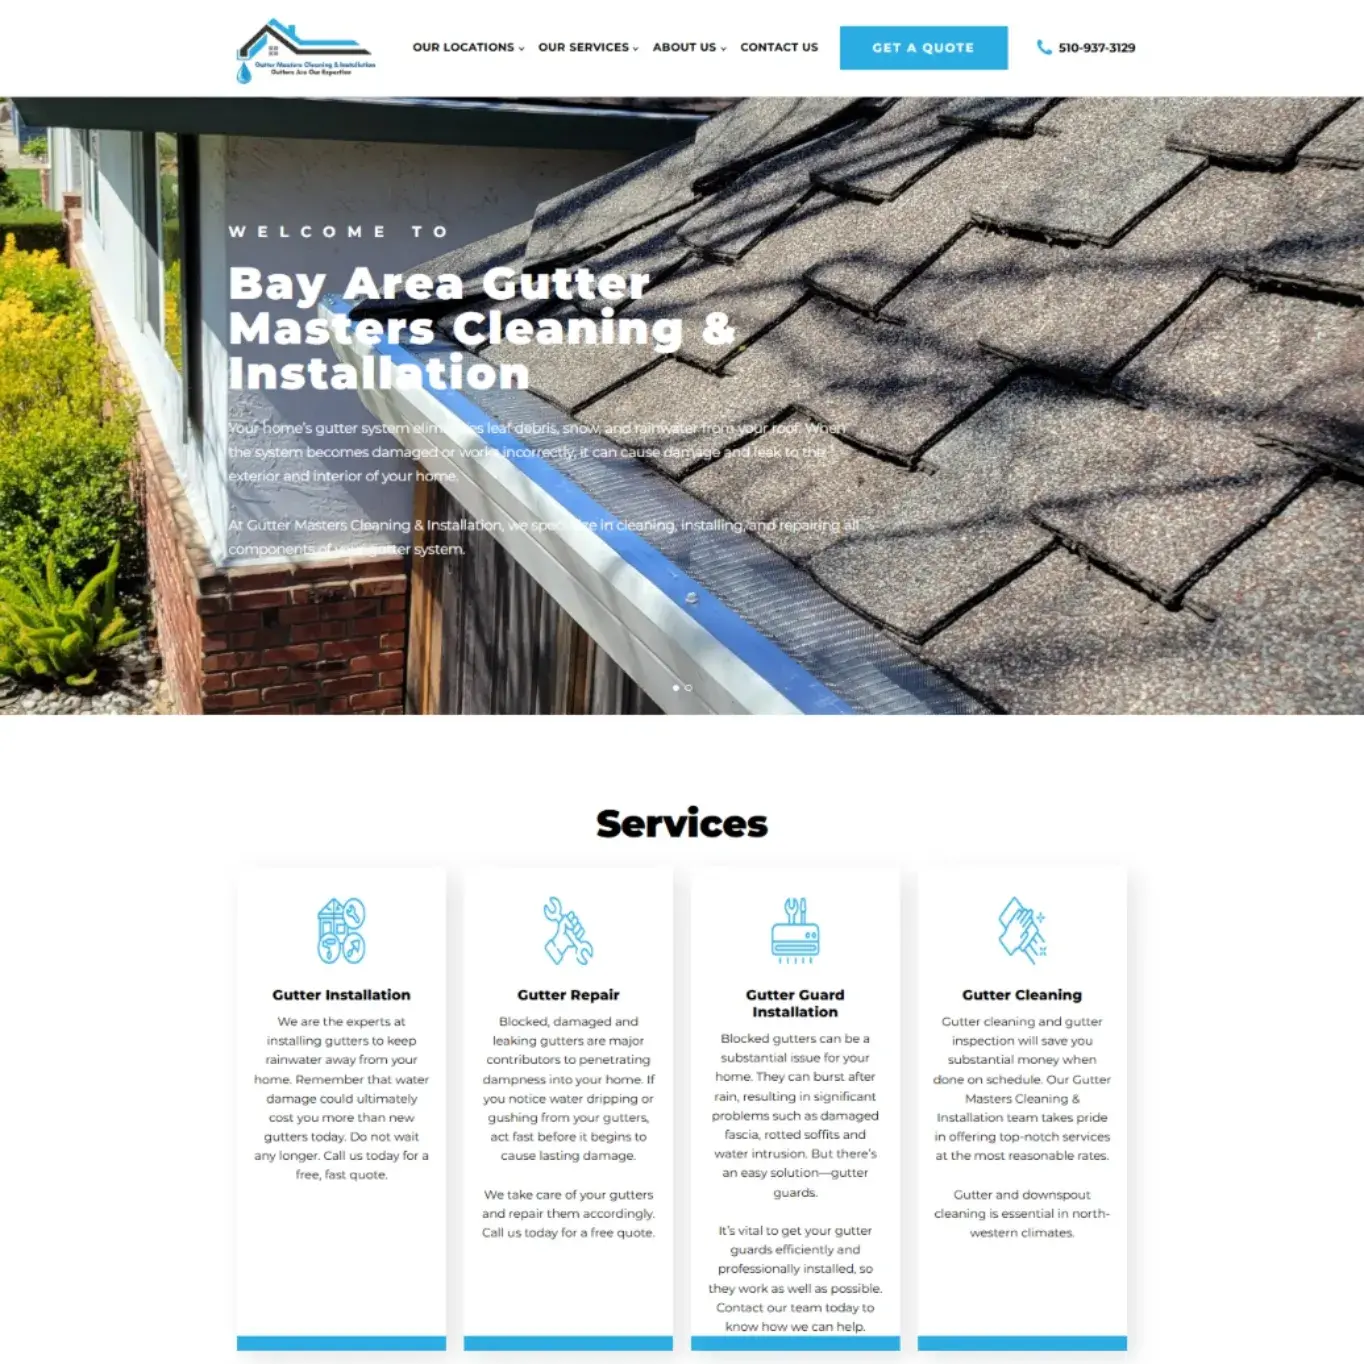 Gutter Masters Cleaning & Installation
Gutters Are Our Expertise
OUR LOCATIONS
OUR SERVICES
ABOUT US
CONTACT US
GET A QUOTE
510-937-3129
WELCOME TO
Bay Area Gutter
Masters Cleaning &
Installation
Your home's gutter system eliminates leaf debris, snow, and rainwater from your roof. When
the system becomes damaged or works incorrectly, it can cause damage and leak to the
exterior and interior of your home.
At Gutter Masters Cleaning & Installation, we specialize in cleaning, installing, and repairing all
components of your gutter system.
Services
Gutter Installation
We are the experts at
installing gutters to keep
rainwater away from your
home. Remember that water
damage could ultimately
cost you more than new
gutters today. Do not wait
any longer. Call us today for a
free, fast quote.
Gutter Repair
Blocked, damaged and
leaking gutters are major
contributors to penetrating
dampness into your home. If
you notice water dripping or
gushing from your gutters,
act fast before it begins to
cause lasting damage.
We take care of your gutters
and repair them accordingly.
Call us today for a free quote.
Gutter Guard
Installation
Blocked gutters can be a
substantial issue for your
home. They can burst after
rain, resulting in significant
problems such as damaged
fascia, rotted soffits and
water intrusion. But there's
an easy solution—gutter
guards.
It's vital to get your gutter
guards efficiently and
professionally installed, so
they work as well as possible.
Contact our team today to
know how we can help.
Gutter Cleaning
Gutter cleaning and gutter
inspection will save you
substantial money when
done on schedule. Our Gutter
Masters Cleaning &
Installation team takes pride
in offering top-notch services
at the most reasonable rates.
Gutter and downspout
cleaning is essential in north-
western climates.